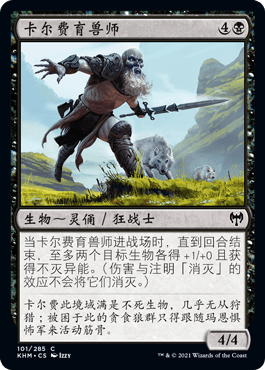 卡尔费育兽师 4
生物～灵俑／狂战士
当卡尔费育兽师进战场时，直到回合结
束，至多两个目标生物各得+1/+0且获
得不灭异能。（伤害与注明「消灭」的
效应不会将它们消灭。）
卡尔费此境域满是不死生物，几乎无从狩
猎；被困于此的贪食狼群只得跟随玛恩惧
怖军来活动筋骨。
4/4
101/285 C
KHM • CS Izzy
™ & © 2021 Wizards of the Coast